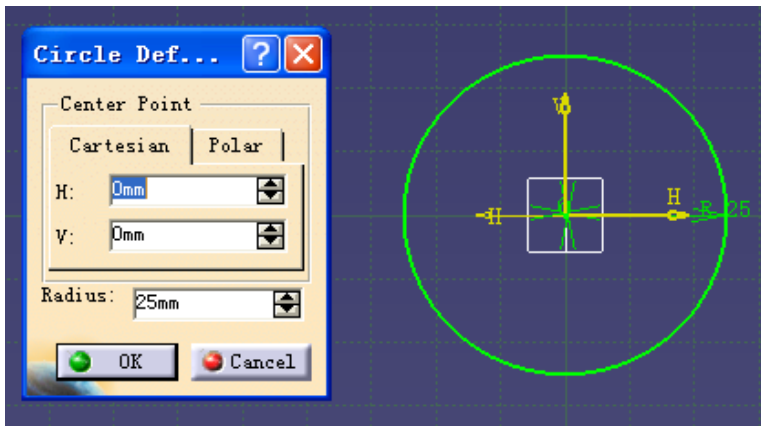 Circle Def...
Center Point
Cartesian Polar
H: 0mm
V: 0mm
Radius: 25mm
OK Cancel
V
H H
R 25